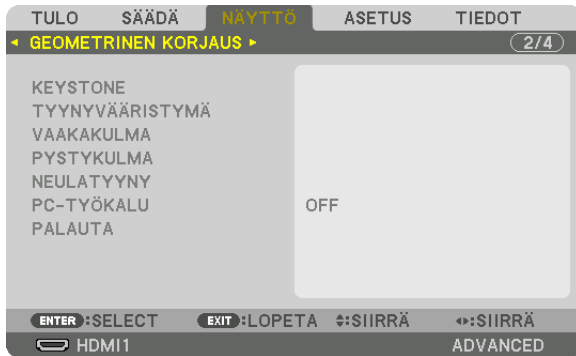 TULO SÄÄDÄ NÄYTTÖ ASETUS TIEDOT
GEOMETRINEN KORJAUS 2/4
KEYSTONE
TYYNYVÄÄRISTYMÄ
VAAKAKULMA
PYSTYKULMA
NEULATYYNY
PC-TYÖKALU OFF
PALAUTA
ENTER :SELECT EXIT :LOPETA :SIIRRÄ :SIIRRÄ
HDMI1 ADVANCED